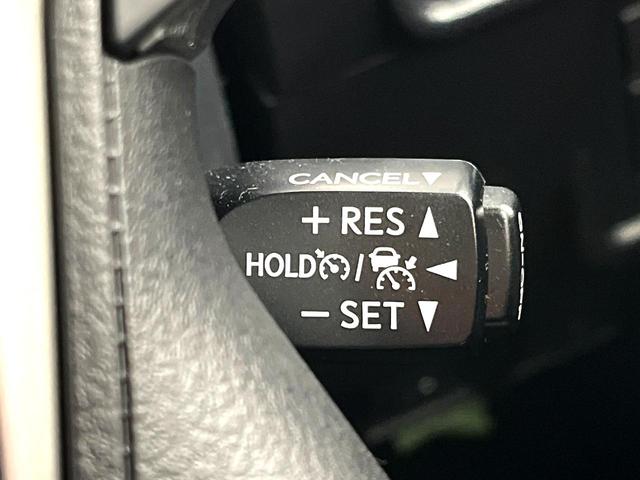 CANCEL▼
+ RES ▲
HOLD / ◀
− SET ▼